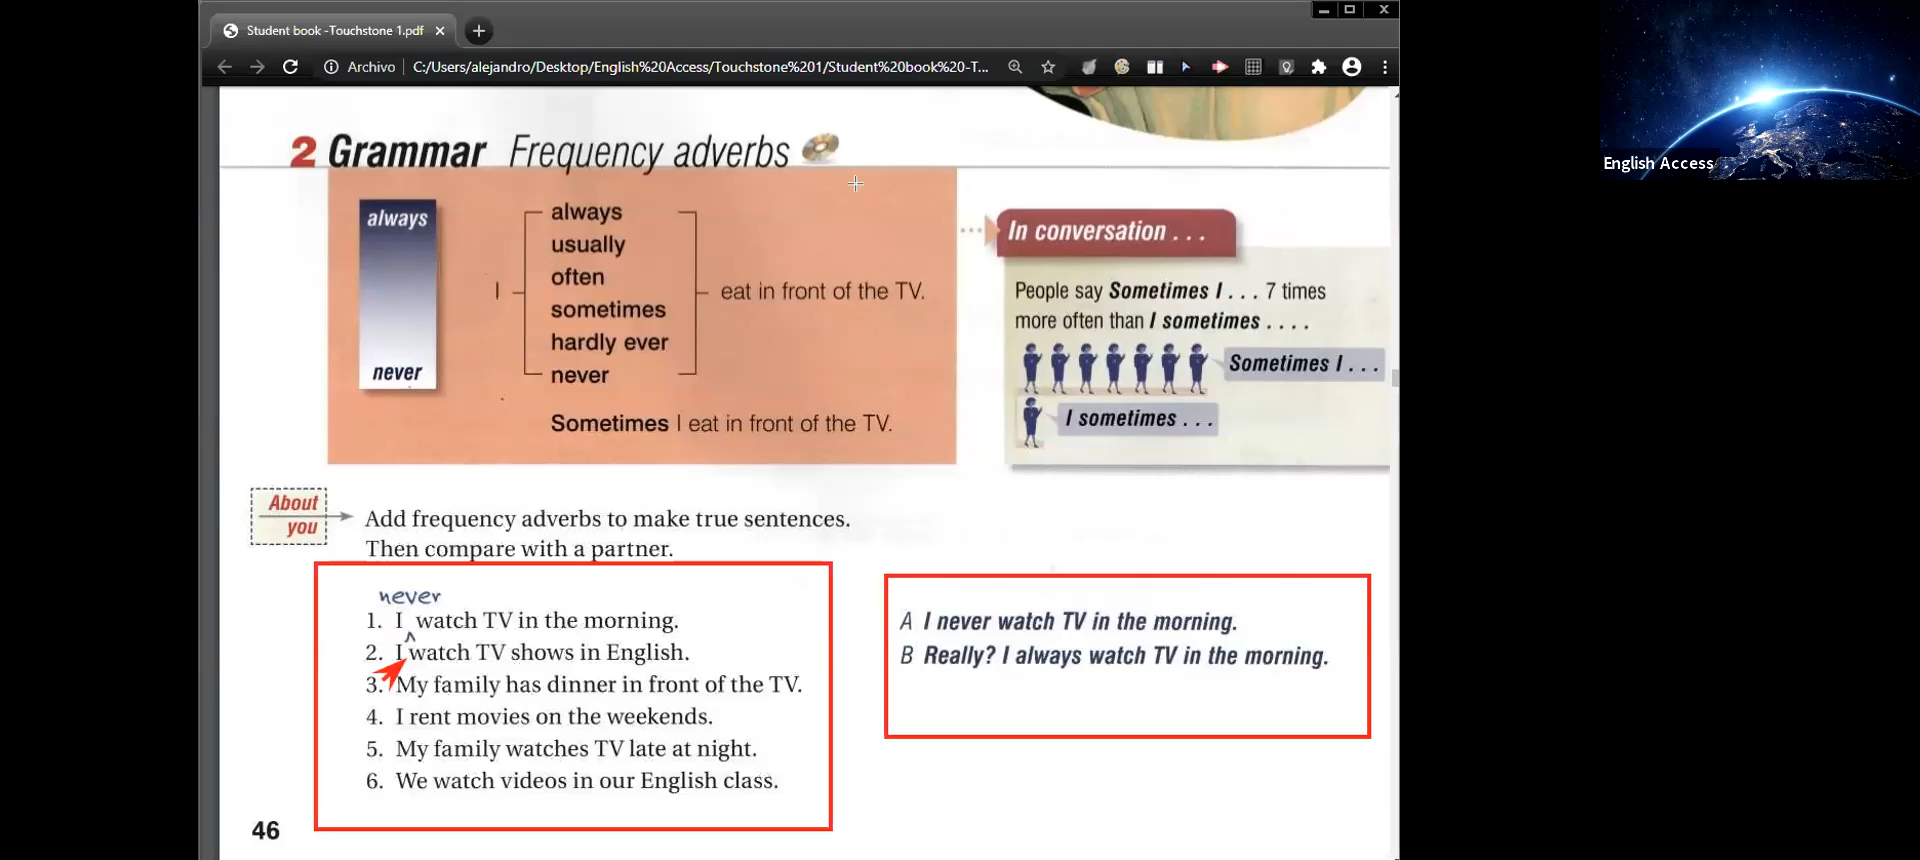 Student book -Touchstone 1.pdf
Archivo
C:/Users/alejandro/Desktop/English%20Access/Touchstone%201/Student%20book%20-T...
English Access
2 Grammar Frequency adverbs
always
never
I
always
usually
often
sometimes
hardly ever
never
eat in front of the TV.
Sometimes I eat in front of the TV.
In conversation . . .
People say Sometimes I . . . 7 times
more often than I sometimes . . . .
Sometimes I . . .
I sometimes . . .
About
you
Add frequency adverbs to make true sentences.
Then compare with a partner.
never
1. I ^ watch TV in the morning.
2. I watch TV shows in English.
3. My family has dinner in front of the TV.
4. I rent movies on the weekends.
5. My family watches TV late at night.
6. We watch videos in our English class.
A I never watch TV in the morning.
B Really? I always watch TV in the morning.
46